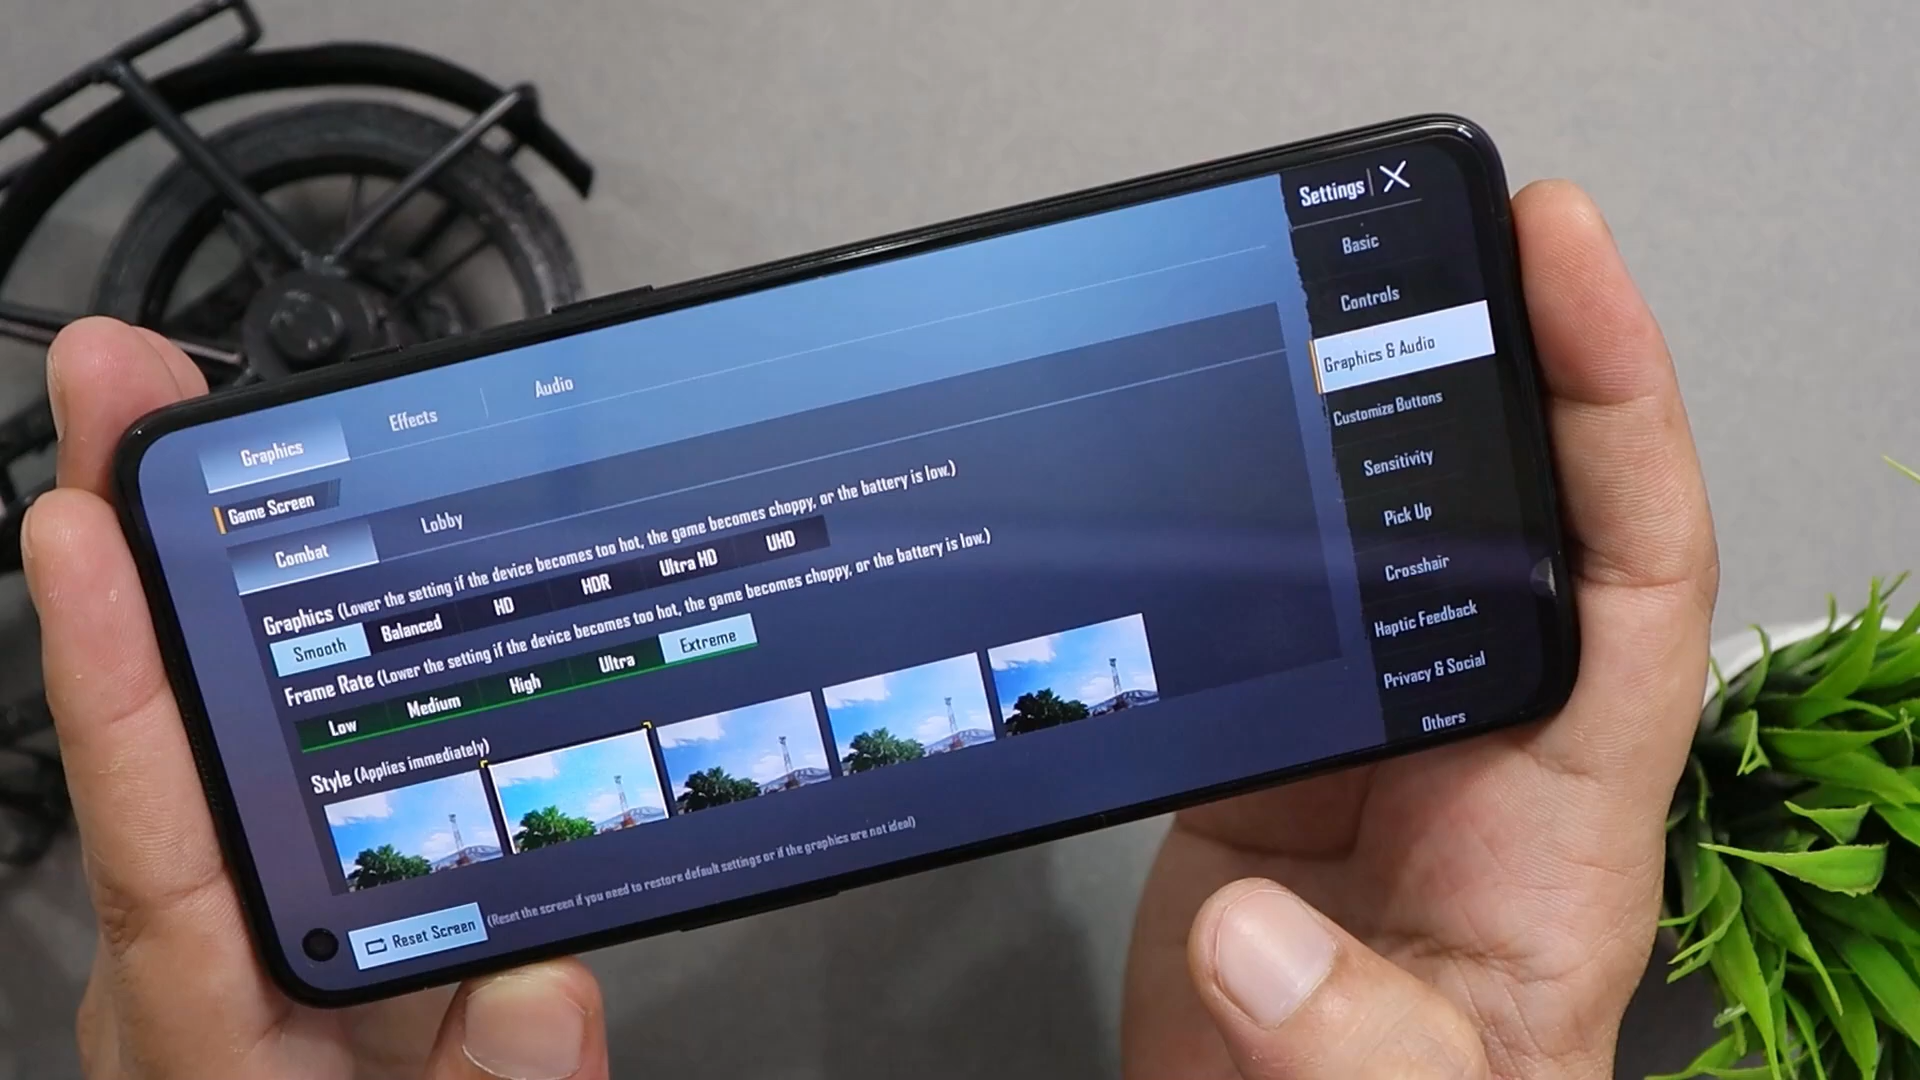 Settings
Basic
Controls
Graphics & Audio
Customize Buttons
Sensitivity
Pick Up
Crosshair
Haptic Feedback
Privacy & Social
Others
Graphics Effects Audio
Game Screen
Combat Lobby
Graphics (Lower the setting if the device becomes too hot, the game becomes choppy, or the battery is low.)
Smooth Balanced HD HDR Ultra HD UHD
Frame Rate (Lower the setting if the device becomes too hot, the game becomes choppy, or the battery is low.)
Low Medium High Ultra Extreme
Style (Applies immediately)
Reset Screen (Reset the screen if you need to restore default settings or if the graphics are not ideal)